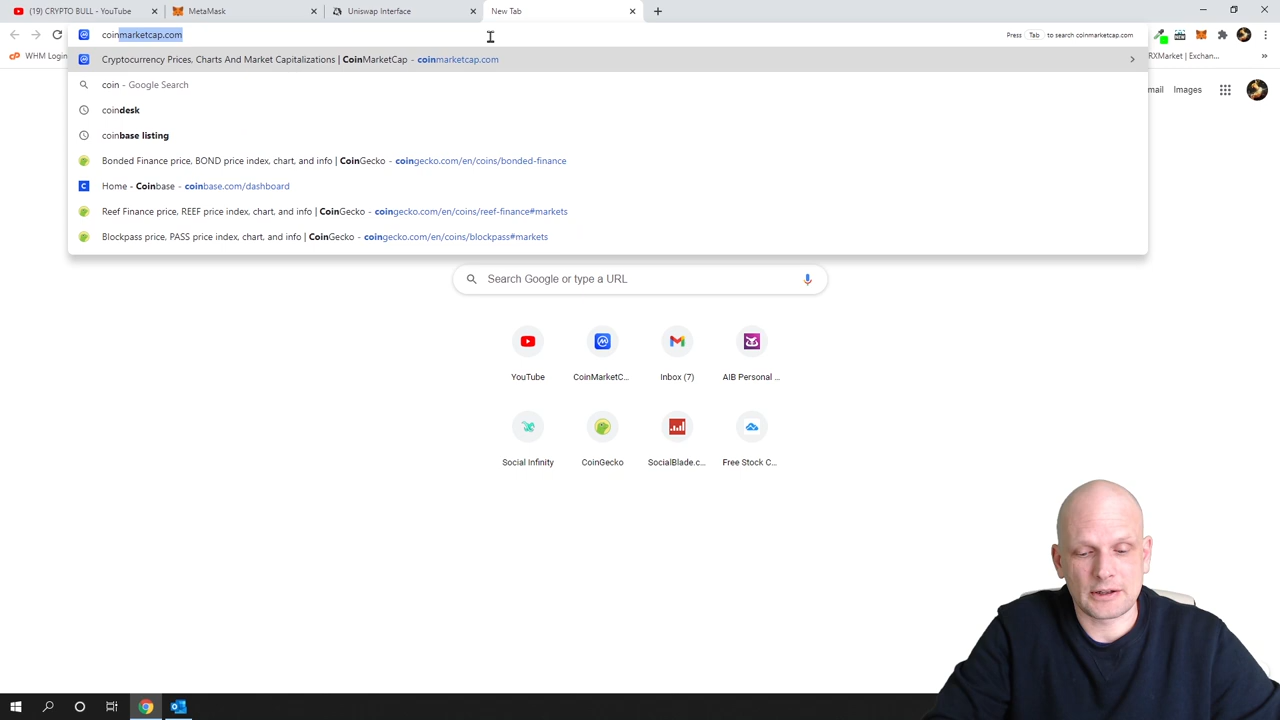 (19) CRYPTO BULL - YouTube
MetaMask
Uniswap Interface
New Tab
coinmarketcap.com
Press Tab to search coinmarketcap.com
WHM Login
RXMarket | Exchan...
Cryptocurrency Prices, Charts And Market Capitalizations | CoinMarketCap - coinmarketcap.com
coin - Google Search
mail
Images
coindesk
coinbase listing
Bonded Finance price, BOND price index, chart, and info | CoinGecko - coingecko.com/en/coins/bonded-finance
Home - Coinbase - coinbase.com/dashboard
Reef Finance price, REEF price index, chart, and info | CoinGecko - coingecko.com/en/coins/reef-finance#markets
Blockpass price, PASS price index, chart, and info | CoinGecko - coingecko.com/en/coins/blockpass#markets
Search Google or type a URL
YouTube
CoinMarketC...
Inbox (7)
AIB Personal ...
Social Infinity
CoinGecko
SocialBlade.c...
Free Stock C...